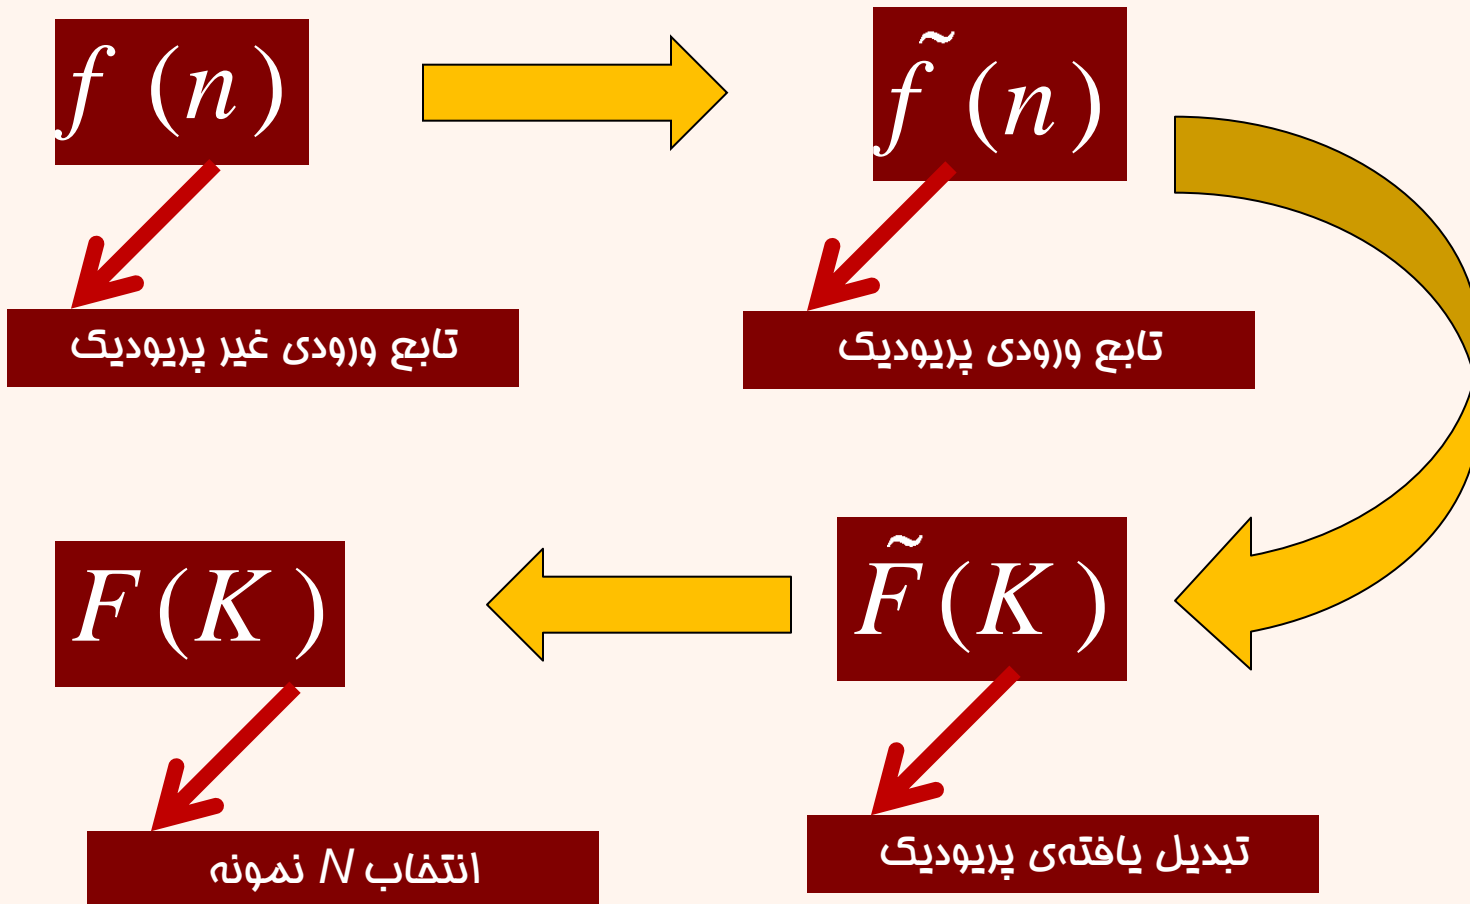 f (n)
f̃ (n)
تابع ورودی غیر پریودیک
تابع ورودی پریودیک
F̃ (K)
F (K)
تبدیل یافته‌ی پریودیک
انتخاب N نمونه